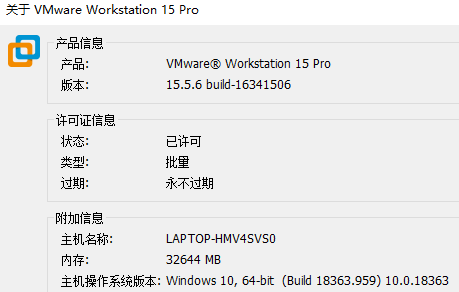 关于 VMware Workstation 15 Pro
产品信息
产品: VMware® Workstation 15 Pro
版本: 15.5.6 build-16341506
许可证信息
状态: 已许可
类型: 批量
过期: 永不过期
附加信息
主机名称: LAPTOP-HMV4SVS0
内存: 32644 MB
主机操作系统版本: Windows 10, 64-bit (Build 18363.959) 10.0.18363